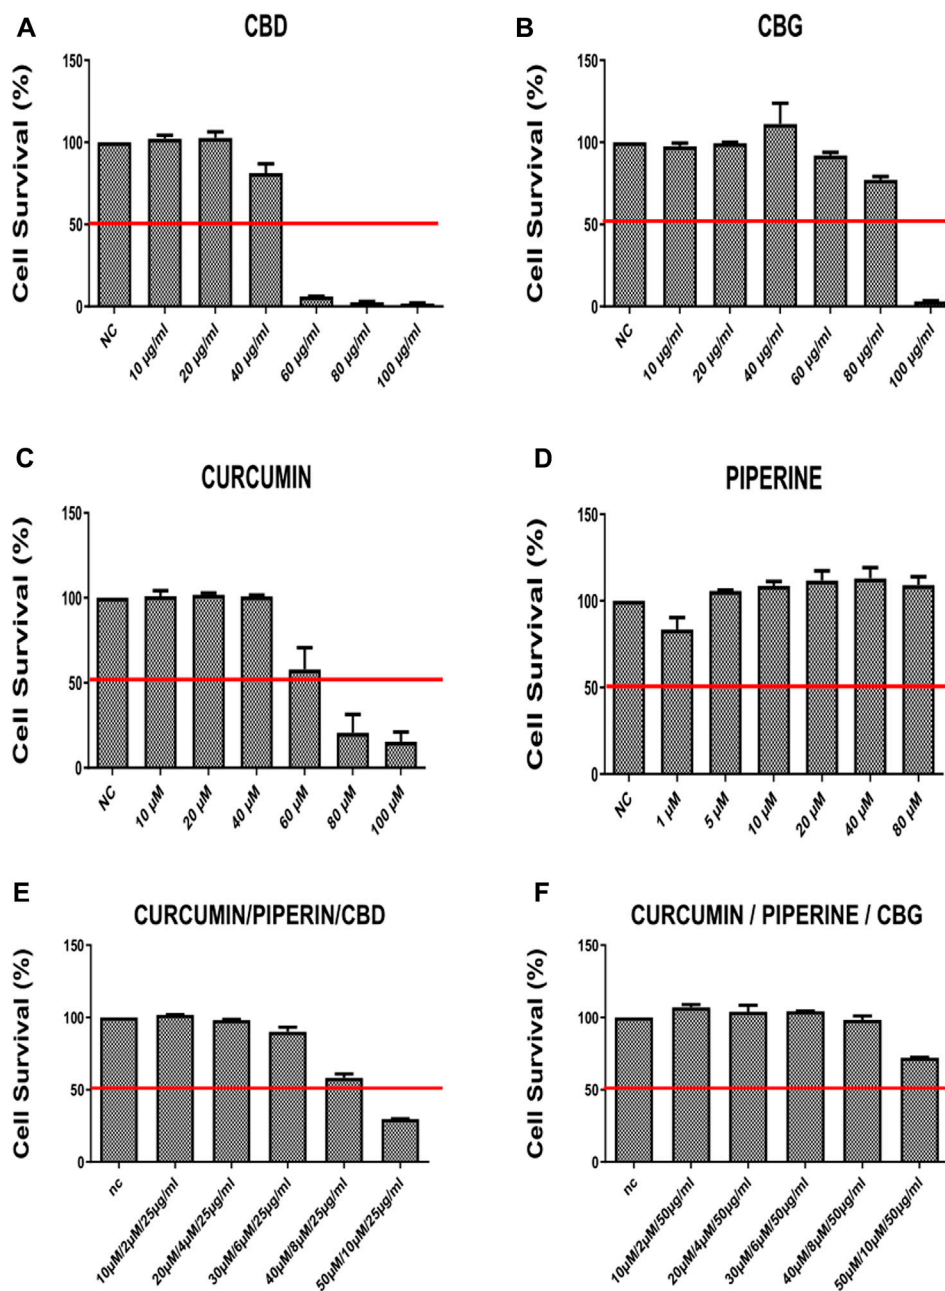 A
CBD
Cell Survival (%)
150
100
50
0
NC
10 µg/ml
20 µg/ml
40 µg/ml
60 µg/ml
80 µg/ml
100 µg/ml
B
CBG
Cell Survival (%)
150
100
50
0
NC
10 µg/ml
20 µg/ml
40 µg/ml
60 µg/ml
80 µg/ml
100 µg/ml
C
CURCUMIN
Cell Survival (%)
150
100
50
0
NC
10 µM
20 µM
40 µM
60 µM
80 µM
100 µM
D
PIPERINE
Cell Survival (%)
150
100
50
0
NC
1 µM
5 µM
10 µM
20 µM
40 µM
80 µM
E
CURCUMIN/PIPERIN/CBD
Cell Survival (%)
150
100
50
0
nc
10µM/2µM/25µg/ml
20µM/4µM/25µg/ml
30µM/6µM/25µg/ml
40µM/8µM/25µg/ml
50µM/10µM/25µg/ml
F
CURCUMIN / PIPERINE / CBG
Cell Survival (%)
150
100
50
0
nc
10µM/2µM/50µg/ml
20µM/4µM/50µg/ml
30µM/6µM/50µg/ml
40µM/8µM/50µg/ml
50µM/10µM/50µg/ml